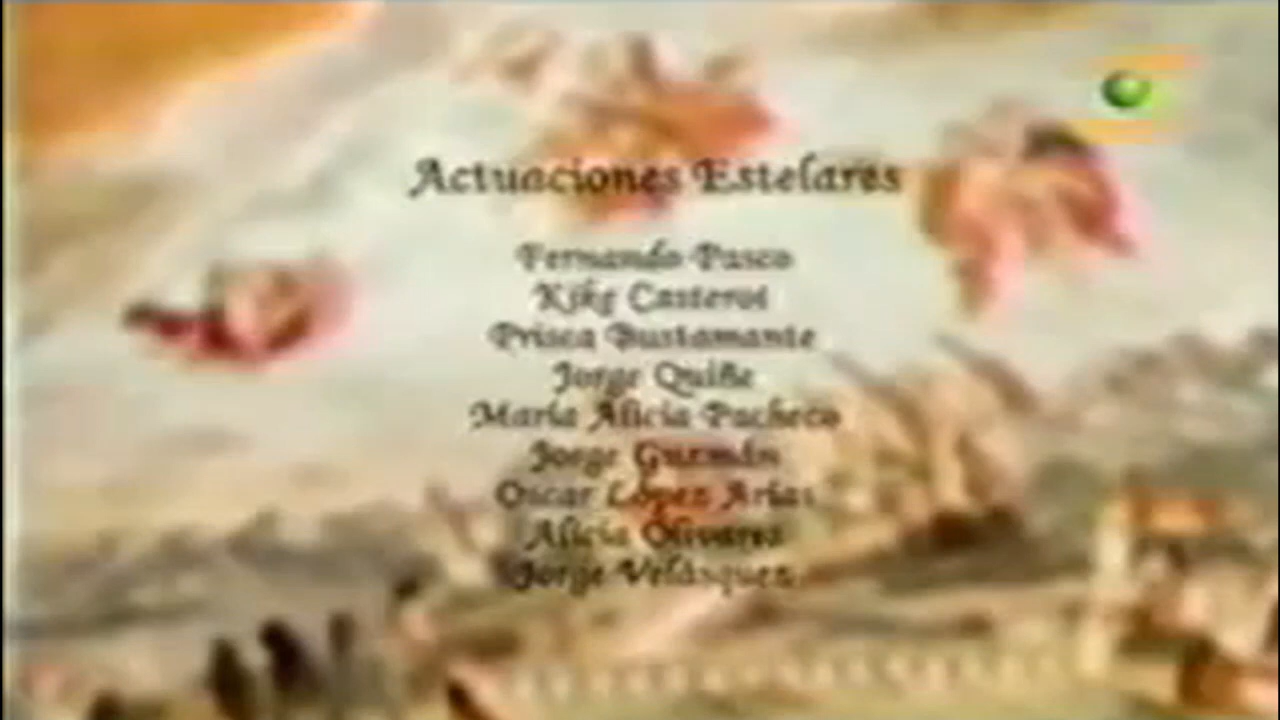 Actuaciones Estelares
Fernando Pasco
Kike Casterot
Prisca Bustamante
Jorge Quiñe
María Alicia Pacheco
Jorge Guzmán
Oscar López Arias
Alicia Olivares
Jorge Velásquez